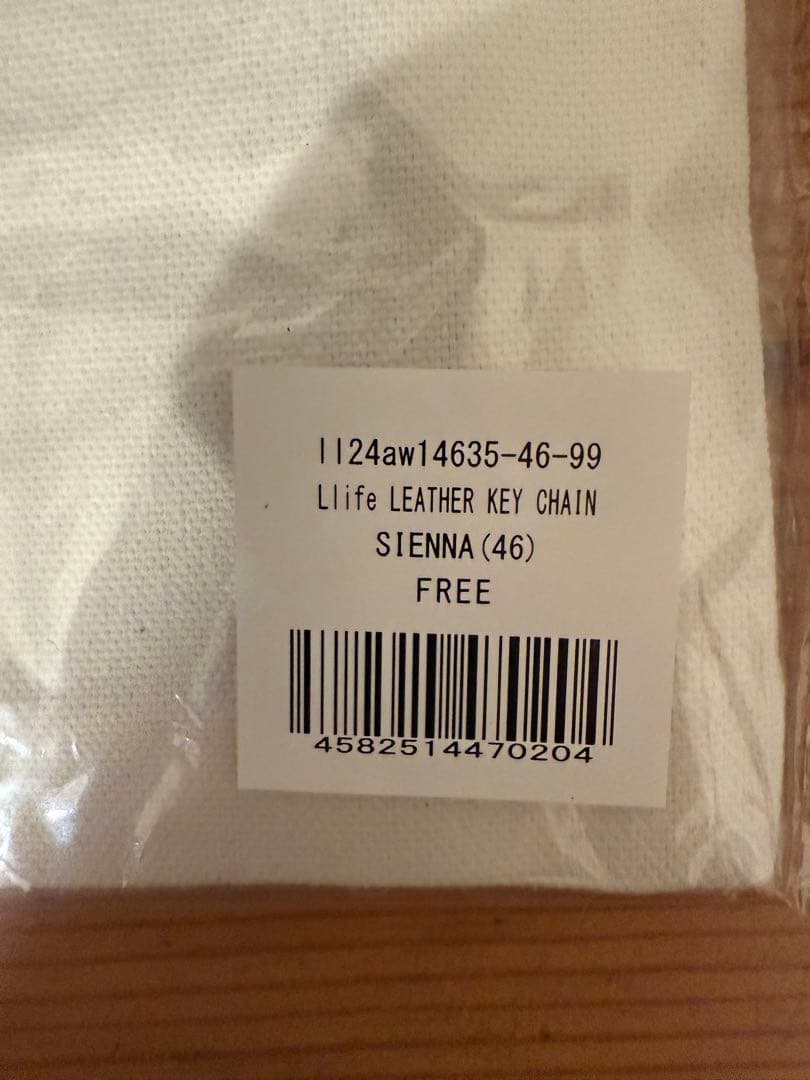 ll24aw14635-46-99
Llife LEATHER KEY CHAIN
SIENNA(46)
FREE
4582514470204